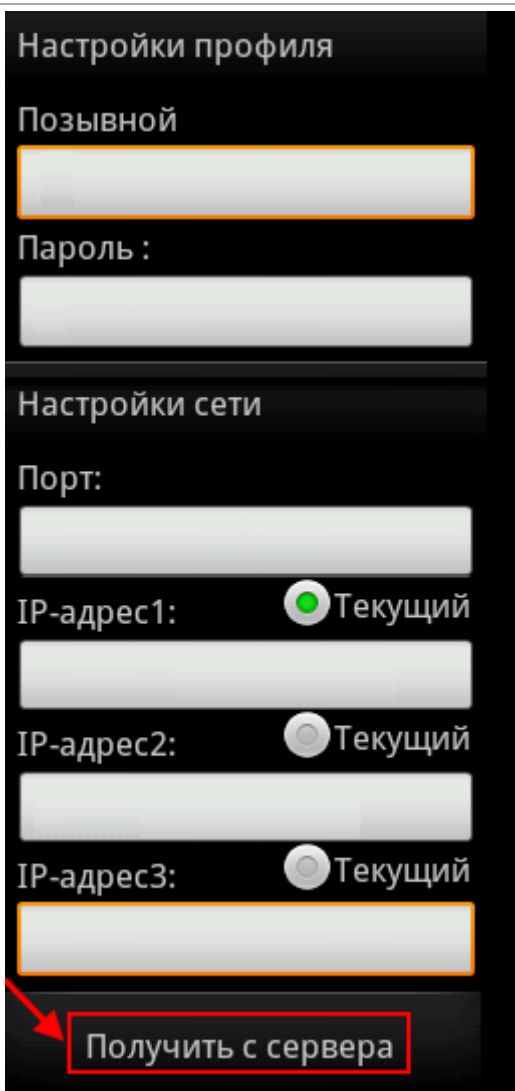 Настройки профиля
Позывной
Пароль :
Настройки сети
Порт:
IP-адрес1:
Текущий
IP-адрес2:
Текущий
IP-адрес3:
Текущий
Получить с сервера